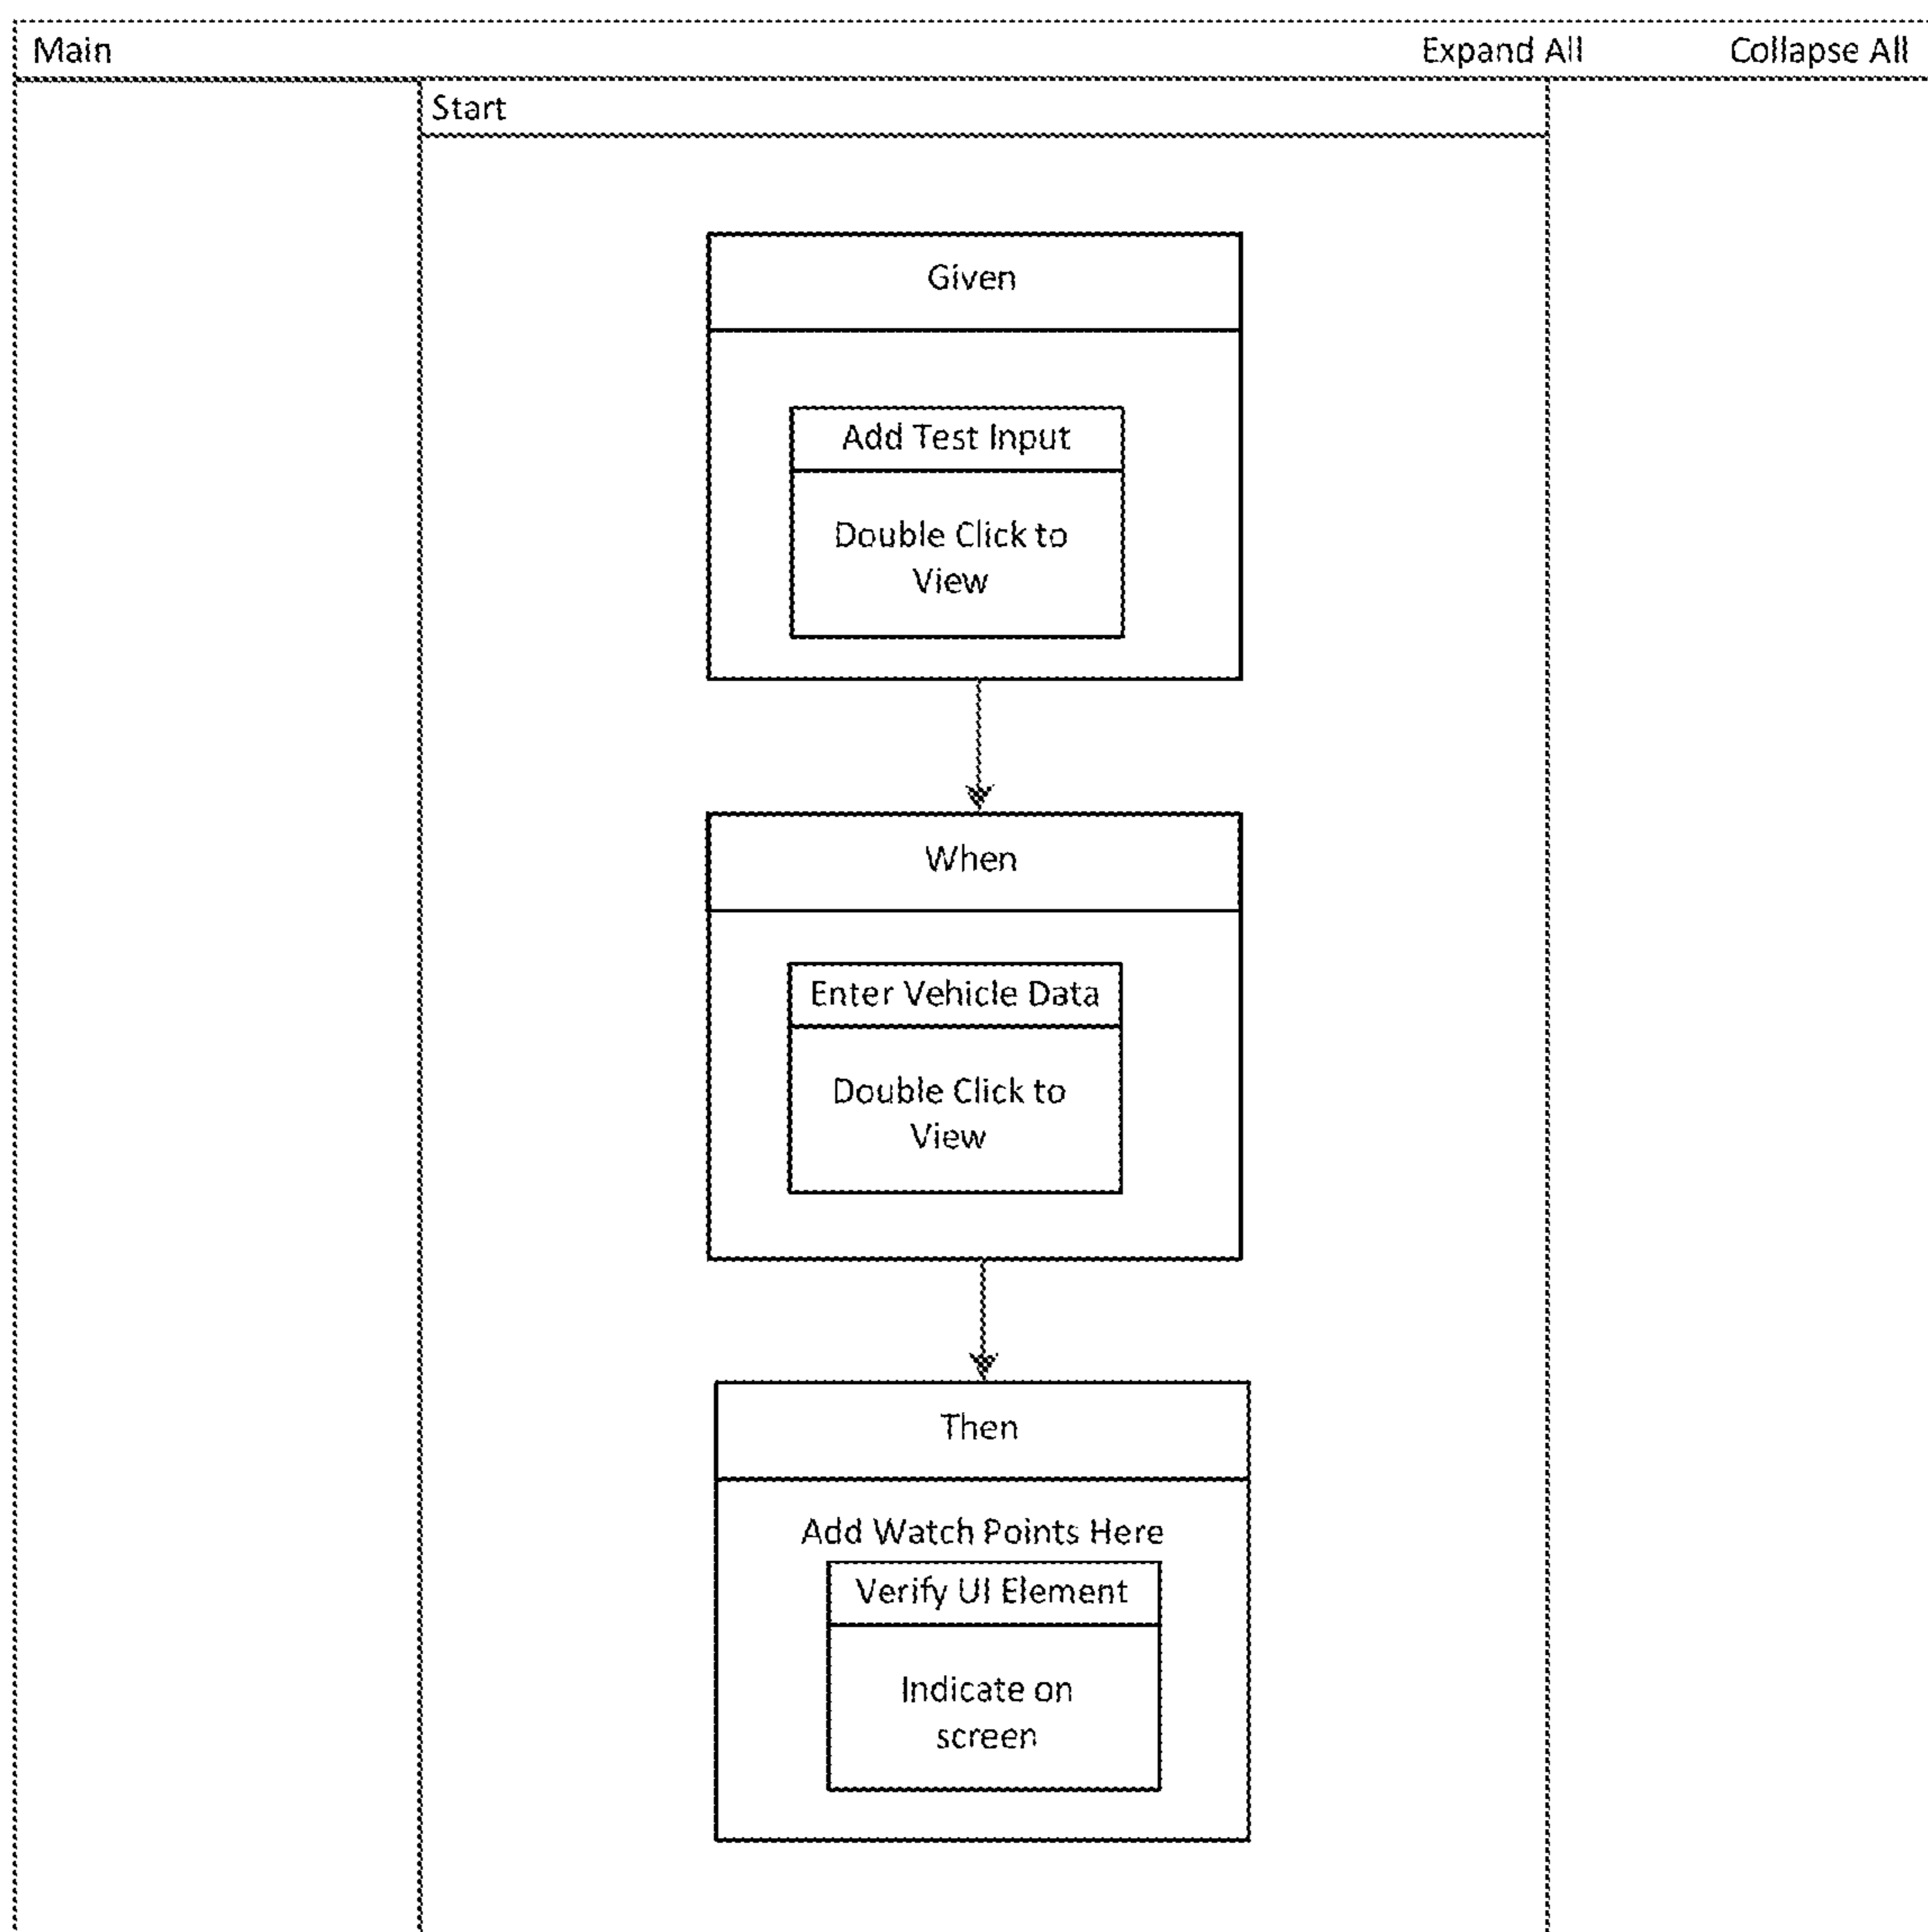 Main
Expand All
Collapse All
Start
Given
Add Test Input
Double Click to
View
When
Enter Vehicle Data
Double Click to
View
Then
Add Watch Points Here
Verify UI Element
Indicate on
screen